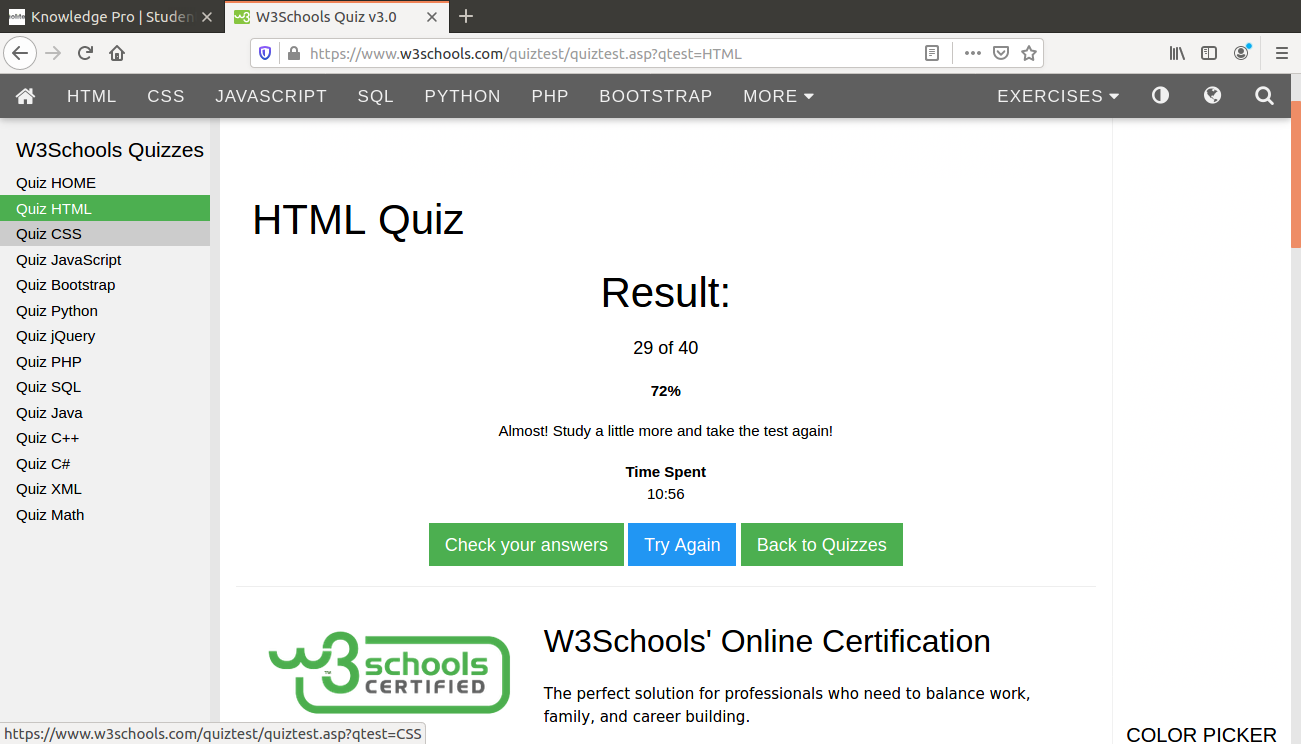 Knowledge Pro | Studen
W3Schools Quiz v3.0
https://www.w3schools.com/quiztest/quiztest.asp?qtest=HTML
HTML CSS JAVASCRIPT SQL PYTHON PHP BOOTSTRAP MORE EXERCISES
W3Schools Quizzes
Quiz HOME
Quiz HTML
Quiz CSS
Quiz JavaScript
Quiz Bootstrap
Quiz Python
Quiz jQuery
Quiz PHP
Quiz SQL
Quiz Java
Quiz C++
Quiz C#
Quiz XML
Quiz Math
HTML Quiz
Result:
29 of 40
72%
Almost! Study a little more and take the test again!
Time Spent
10:56
Check your answers Try Again Back to Quizzes
w3schools
TM
CERTIFIED
W3Schools' Online Certification
The perfect solution for professionals who need to balance work,
family, and career building.
COLOR PICKER
https://www.w3schools.com/quiztest/quiztest.asp?qtest=CSS